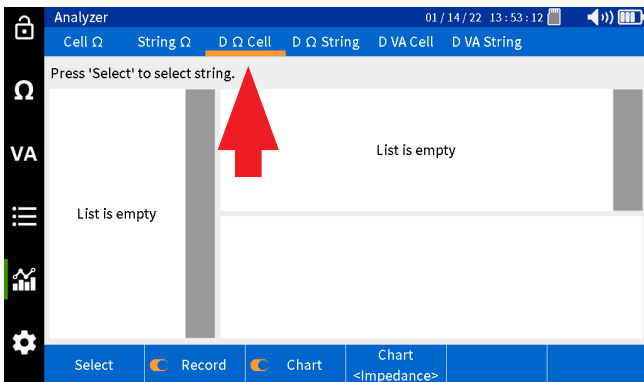 Analyzer 01/14/22 13:53:12
Cell Ω String Ω D Ω Cell D Ω String D VA Cell D VA String
Press 'Select' to select string.
Ω
VA
List is empty
List is empty
Select Record Chart Chart
<Impedance>